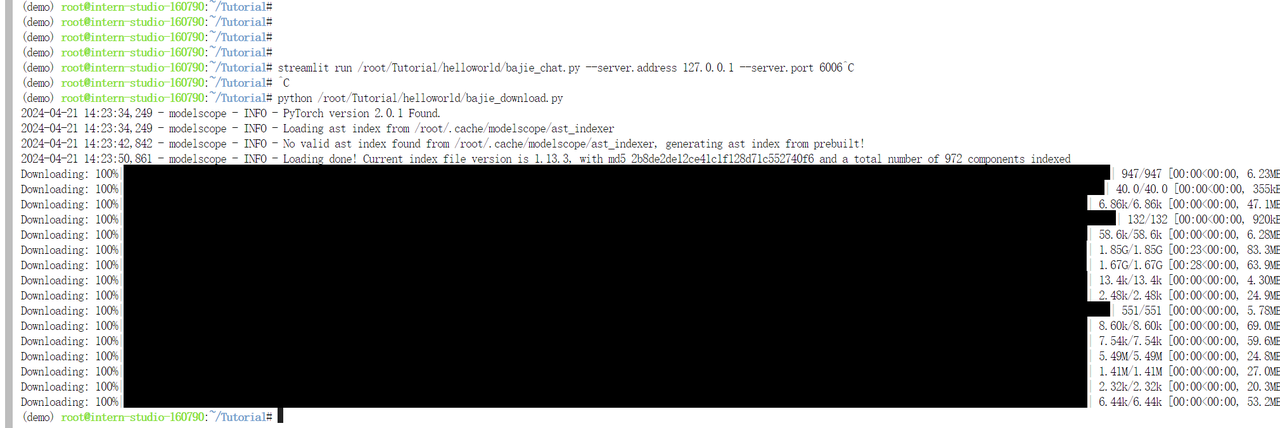 (demo) root@intern-studio-160790:~/Tutorial#
(demo) root@intern-studio-160790:~/Tutorial#
(demo) root@intern-studio-160790:~/Tutorial#
(demo) root@intern-studio-160790:~/Tutorial#
(demo) root@intern-studio-160790:~/Tutorial# streamlit run /root/Tutorial/helloworld/bajie_chat.py --server.address 127.0.0.1 --server.port 6006^C
(demo) root@intern-studio-160790:~/Tutorial# ^C
(demo) root@intern-studio-160790:~/Tutorial# python /root/Tutorial/helloworld/bajie_download.py
2024-04-21 14:23:34,249 - modelscope - INFO - PyTorch version 2.0.1 Found.
2024-04-21 14:23:34,249 - modelscope - INFO - Loading ast index from /root/.cache/modelscope/ast_indexer
2024-04-21 14:23:42,842 - modelscope - INFO - No valid ast index found from /root/.cache/modelscope/ast_indexer, generating ast index from prebuilt!
2024-04-21 14:23:50,861 - modelscope - INFO - Loading done! Current index file version is 1.13.3, with md5 2b8de2de12ce41c1f128d71c552740f6 and a total number of 972 components indexed
Downloading: 100%| | 947/947 [00:00<00:00, 6.23MB
Downloading: 100%| | 40.0/40.0 [00:00<00:00, 355kB
Downloading: 100%| | 6.86k/6.86k [00:00<00:00, 47.1MB
Downloading: 100%| | 132/132 [00:00<00:00, 920kB
Downloading: 100%| | 58.6k/58.6k [00:00<00:00, 6.28MB
Downloading: 100%| | 1.85G/1.85G [00:23<00:00, 83.3MB
Downloading: 100%| | 1.67G/1.67G [00:28<00:00, 63.9MB
Downloading: 100%| | 13.4k/13.4k [00:00<00:00, 4.30MB
Downloading: 100%| | 2.48k/2.48k [00:00<00:00, 24.9MB
Downloading: 100%| | 551/551 [00:00<00:00, 5.78MB
Downloading: 100%| | 8.60k/8.60k [00:00<00:00, 69.0MB
Downloading: 100%| | 7.54k/7.54k [00:00<00:00, 59.6MB
Downloading: 100%| | 5.49M/5.49M [00:00<00:00, 24.8MB
Downloading: 100%| | 1.41M/1.41M [00:00<00:00, 27.0MB
Downloading: 100%| | 2.32k/2.32k [00:00<00:00, 20.3MB
Downloading: 100%| | 6.44k/6.44k [00:00<00:00, 53.2MB
(demo) root@intern-studio-160790:~/Tutorial#